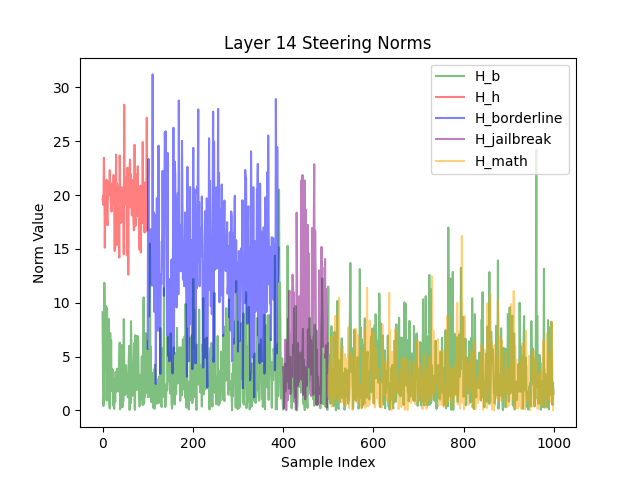 Layer 14 Steering Norms
H_b
H_h
H_borderline
H_jailbreak
H_math
Norm Value
30
25
20
15
10
5
0
0
200
400
600
800
1000
Sample Index